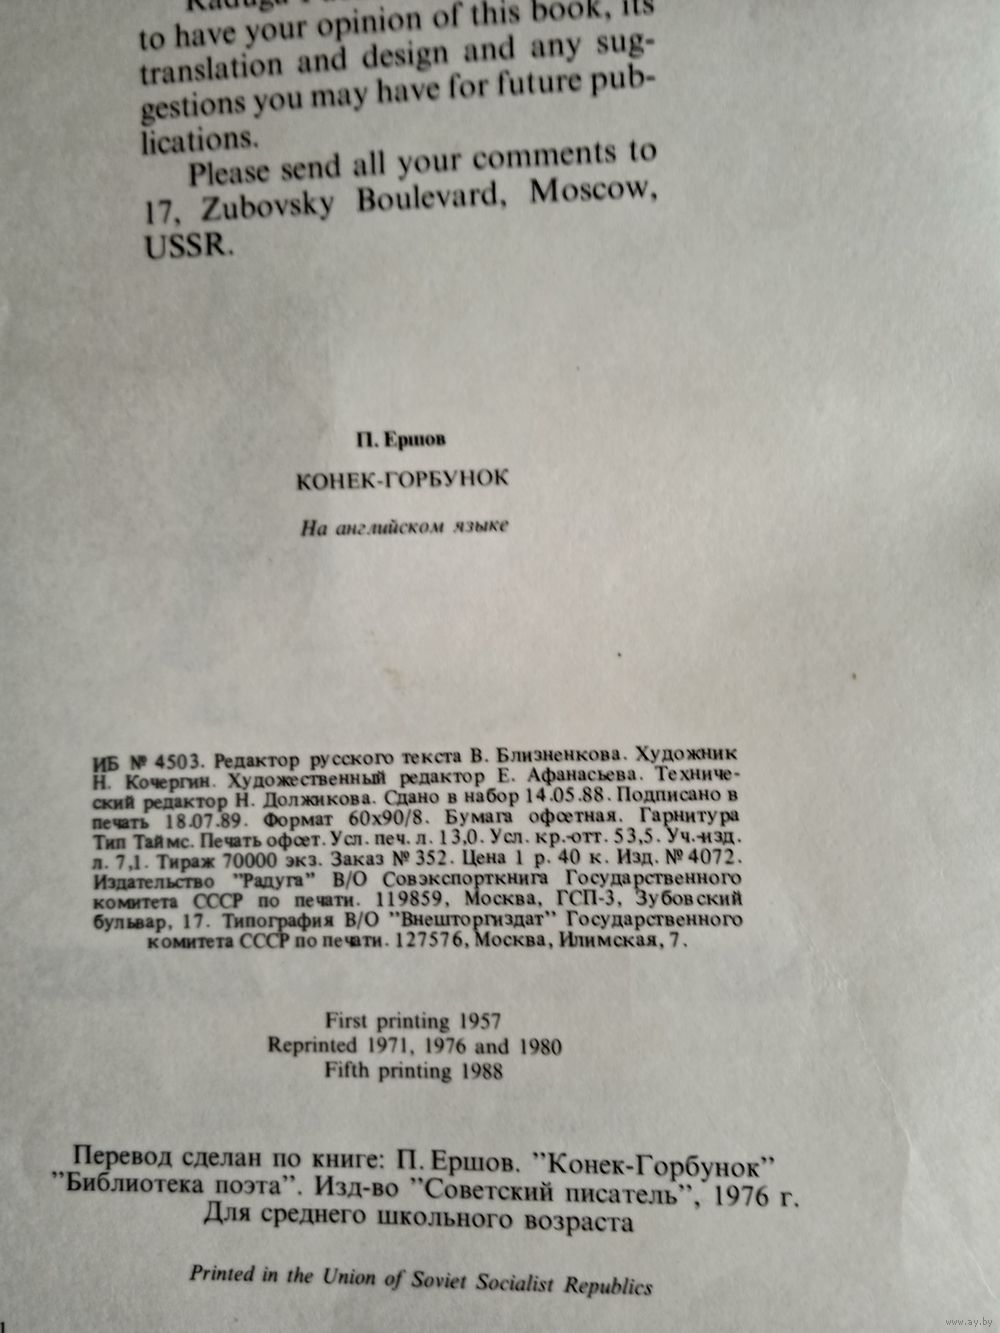 to have your opinion of this book, its
translation and design and any sug-
gestions you may have for future pub-
lications.
Please send all your comments to
17, Zubovsky Boulevard, Moscow,
USSR.
П. Ершов
КОНЕК-ГОРБУНОК
На английском языке
ИБ № 4503. Редактор русского текста В. Близненкова. Художник
Н. Кочергин. Художественный редактор Е. Афанасьева. Техниче-
ский редактор Н. Должикова. Сдано в набор 14.05.88. Подписано в
печать 18.07.89. Формат 60x90/8. Бумага офсетная. Гарнитура
Тип Таймс. Печать офсет. Усл. печ. л. 13,0. Усл. кр.-отт. 53,5. Уч.-изд.
л. 7,1. Тираж 70000 экз. Заказ № 352. Цена 1 р. 40 к. Изд. № 4072.
Издательство "Радуга" В/О Совэкспорткнига Государственного
комитета СССР по печати. 119859, Москва, ГСП-3, Зубовский
бульвар, 17. Типография В/О "Внешторгиздат" Государственного
комитета СССР по печати. 127576, Москва, Илимская, 7.
First printing 1957
Reprinted 1971, 1976 and 1980
Fifth printing 1988
Перевод сделан по книге: П. Ершов. "Конек-Горбунок"
"Библиотека поэта". Изд-во "Советский писатель", 1976 г.
Для среднего школьного возраста
Printed in the Union of Soviet Socialist Republics
www.ay.by